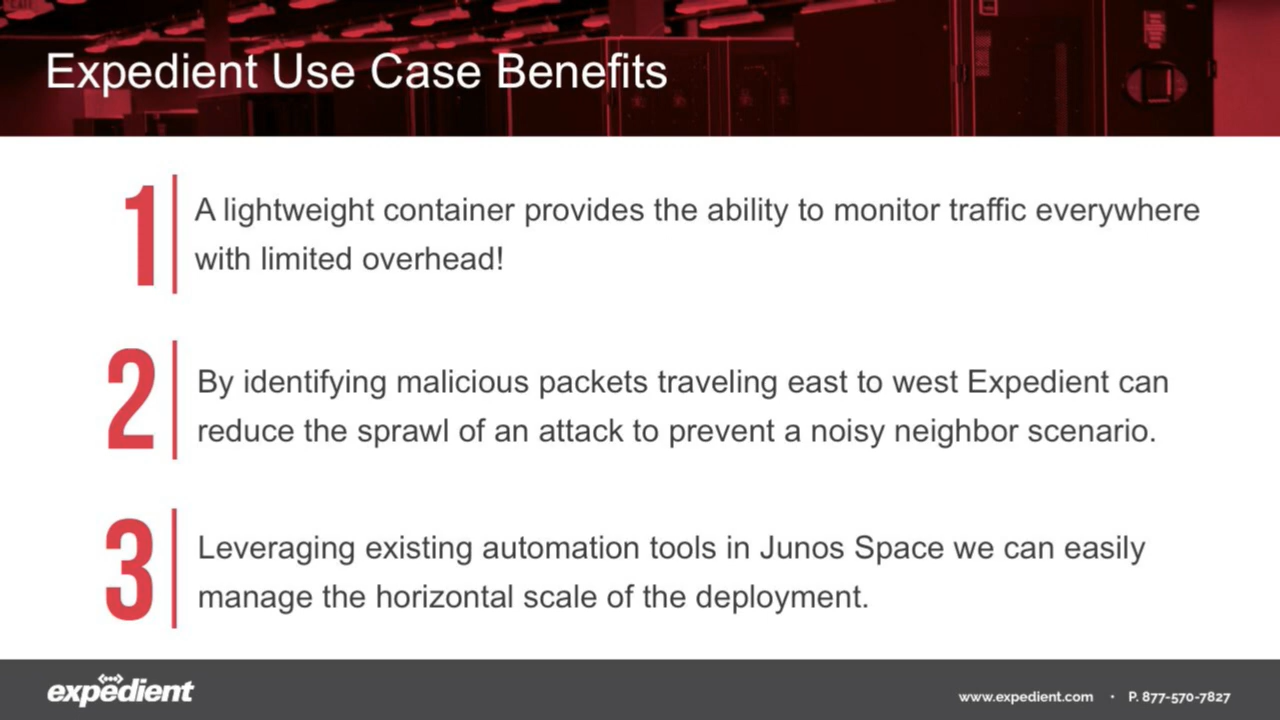 Expedient Use Case Benefits
1
A lightweight container provides the ability to monitor traffic everywhere
with limited overhead!
2
By identifying malicious packets traveling east to west Expedient can
reduce the sprawl of an attack to prevent a noisy neighbor scenario.
3
Leveraging existing automation tools in Junos Space we can easily
manage the horizontal scale of the deployment.
expedient
www.expedient.com • P. 877-570-7827